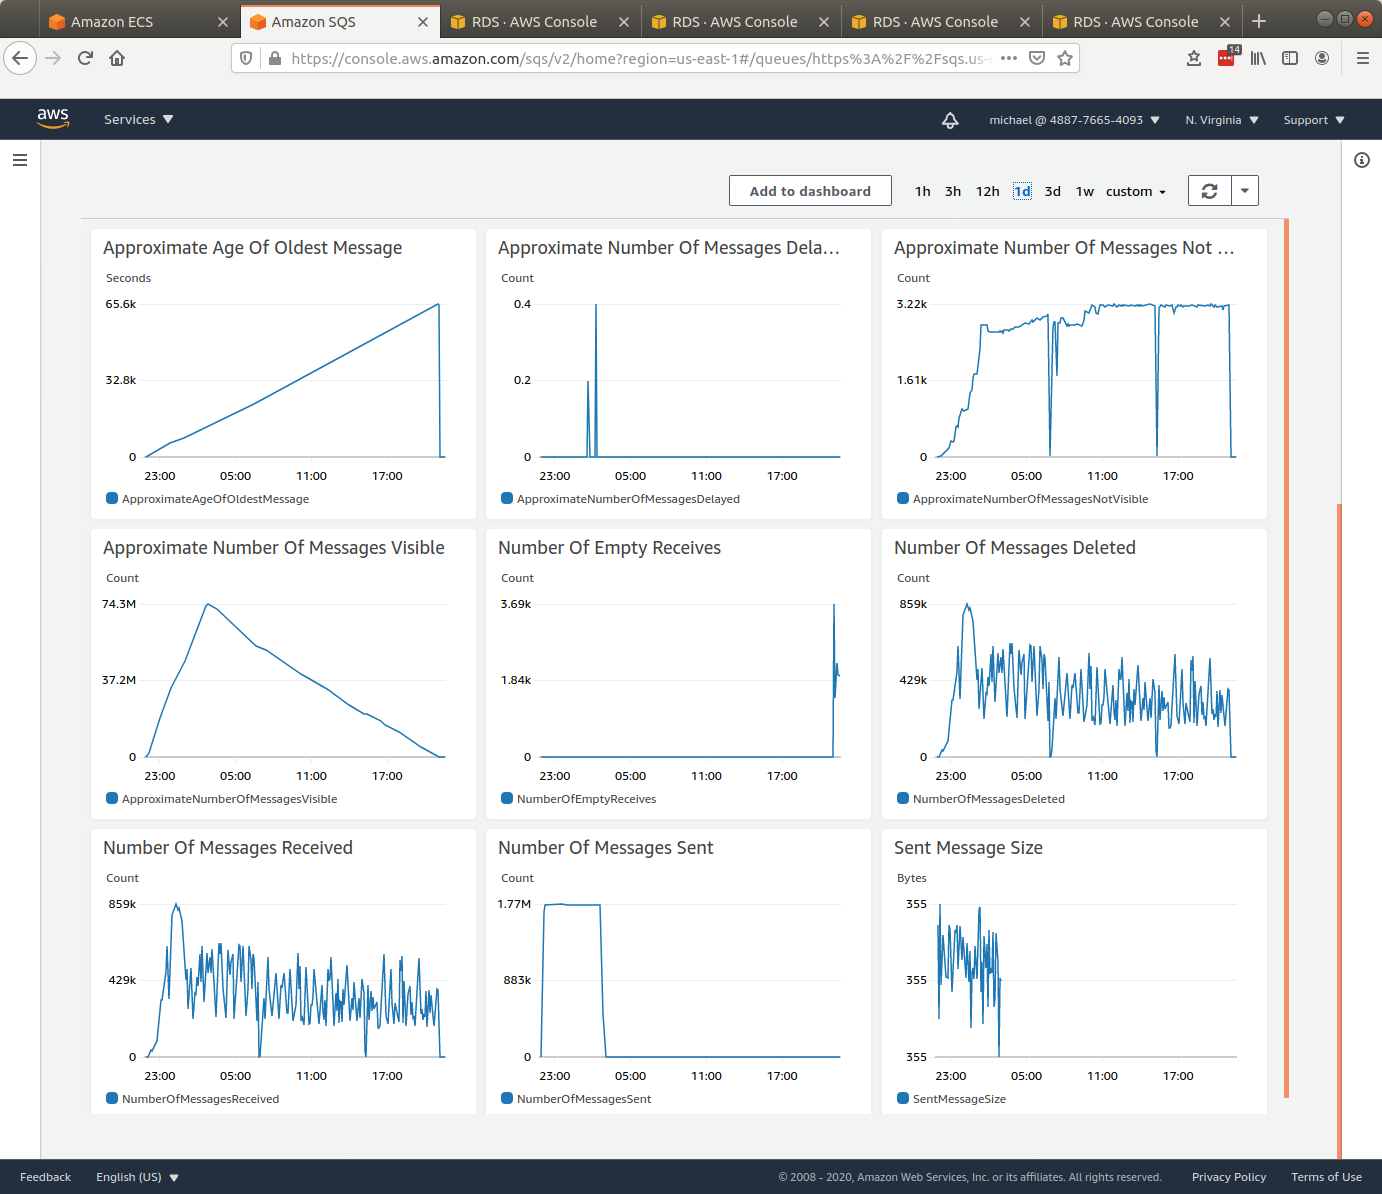 Amazon ECS
Amazon SQS
RDS · AWS Console
RDS · AWS Console
RDS · AWS Console
RDS · AWS Console
https://console.aws.amazon.com/sqs/v2/home?region=us-east-1#/queues/https%3A%2F%2Fsqs.us-
14
aws
Services
michael @ 4887-7665-4093
N. Virginia
Support
Add to dashboard
1h 3h 12h 1d 3d 1w custom
Approximate Age Of Oldest Message
Seconds
65.6k
32.8k
0
23:00 05:00 11:00 17:00
ApproximateAgeOfOldestMessage
Approximate Number Of Messages Dela…
Count
0.4
0.2
0
23:00 05:00 11:00 17:00
ApproximateNumberOfMessagesDelayed
Approximate Number Of Messages Not …
Count
3.22k
1.61k
0
23:00 05:00 11:00 17:00
ApproximateNumberOfMessagesNotVisible
Approximate Number Of Messages Visible
Count
74.3M
37.2M
0
23:00 05:00 11:00 17:00
ApproximateNumberOfMessagesVisible
Number Of Empty Receives
Count
3.69k
1.84k
0
23:00 05:00 11:00 17:00
NumberOfEmptyReceives
Number Of Messages Deleted
Count
859k
429k
0
23:00 05:00 11:00 17:00
NumberOfMessagesDeleted
Number Of Messages Received
Count
859k
429k
0
23:00 05:00 11:00 17:00
NumberOfMessagesReceived
Number Of Messages Sent
Count
1.77M
883k
0
23:00 05:00 11:00 17:00
NumberOfMessagesSent
Sent Message Size
Bytes
355
355
355
23:00 05:00 11:00 17:00
SentMessageSize
Feedback
English (US)
© 2008 - 2020, Amazon Web Services, Inc. or its affiliates. All rights reserved.
Privacy Policy
Terms of Use